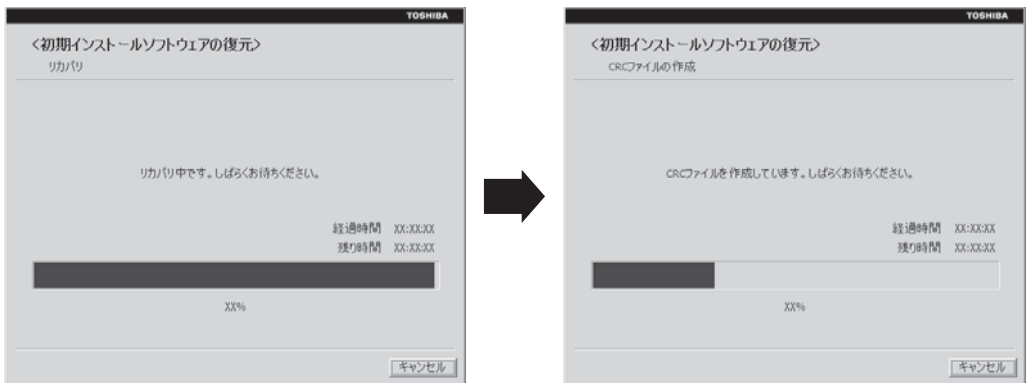 TOSHIBA
<初期インストールソフトウェアの復元>
リカバリ
リカバリ中です。しばらくお待ちください。
経過時間 XX:XX:XX
残り時間 XX:XX:XX
XX%
キャンセル
TOSHIBA
<初期インストールソフトウェアの復元>
CRCファイルの作成
CRCファイルを作成しています。しばらくお待ちください。
経過時間 XX:XX:XX
残り時間 XX:XX:XX
XX%
キャンセル